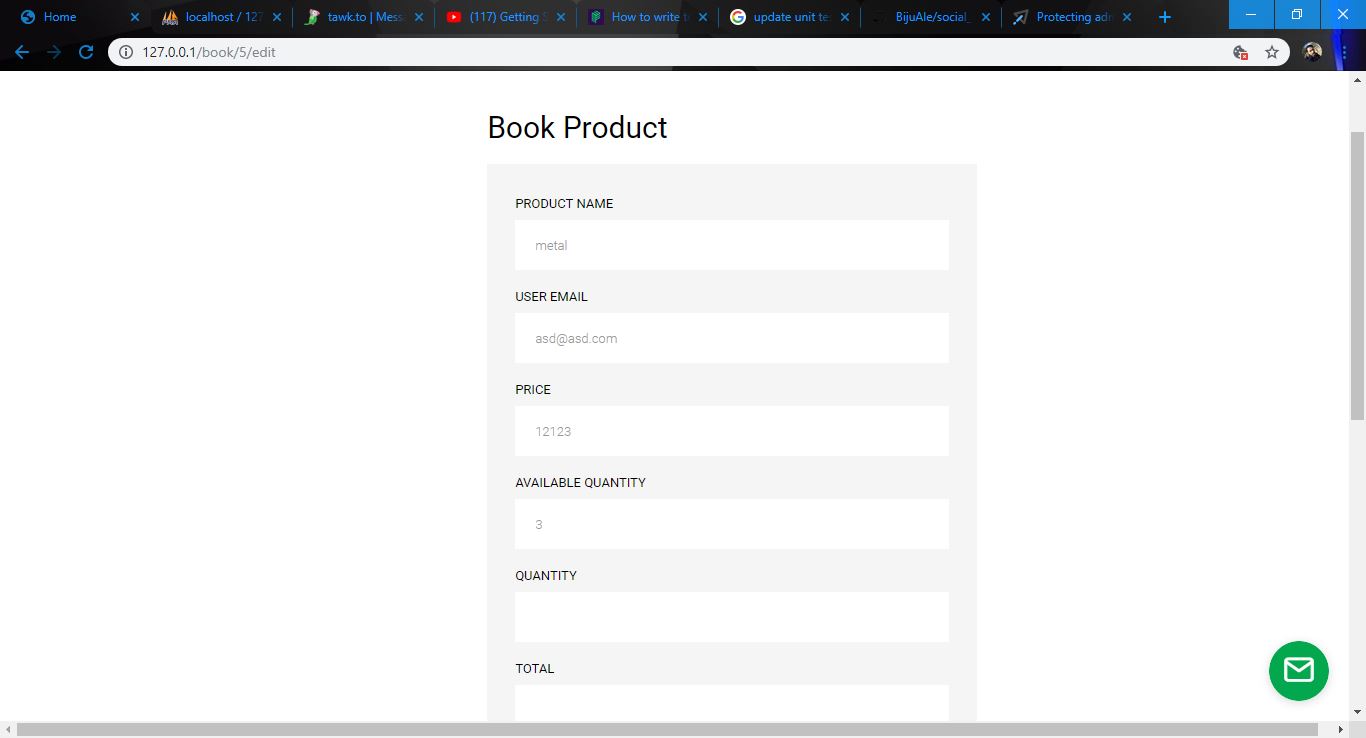 Home
localhost / 127
tawk.to | Mess
(117) Getting S
How to write t
update unit te
BijuAle/social_
Protecting adm
127.0.0.1/book/5/edit
Book Product
PRODUCT NAME
metal
USER EMAIL
asd@asd.com
PRICE
12123
AVAILABLE QUANTITY
3
QUANTITY
TOTAL